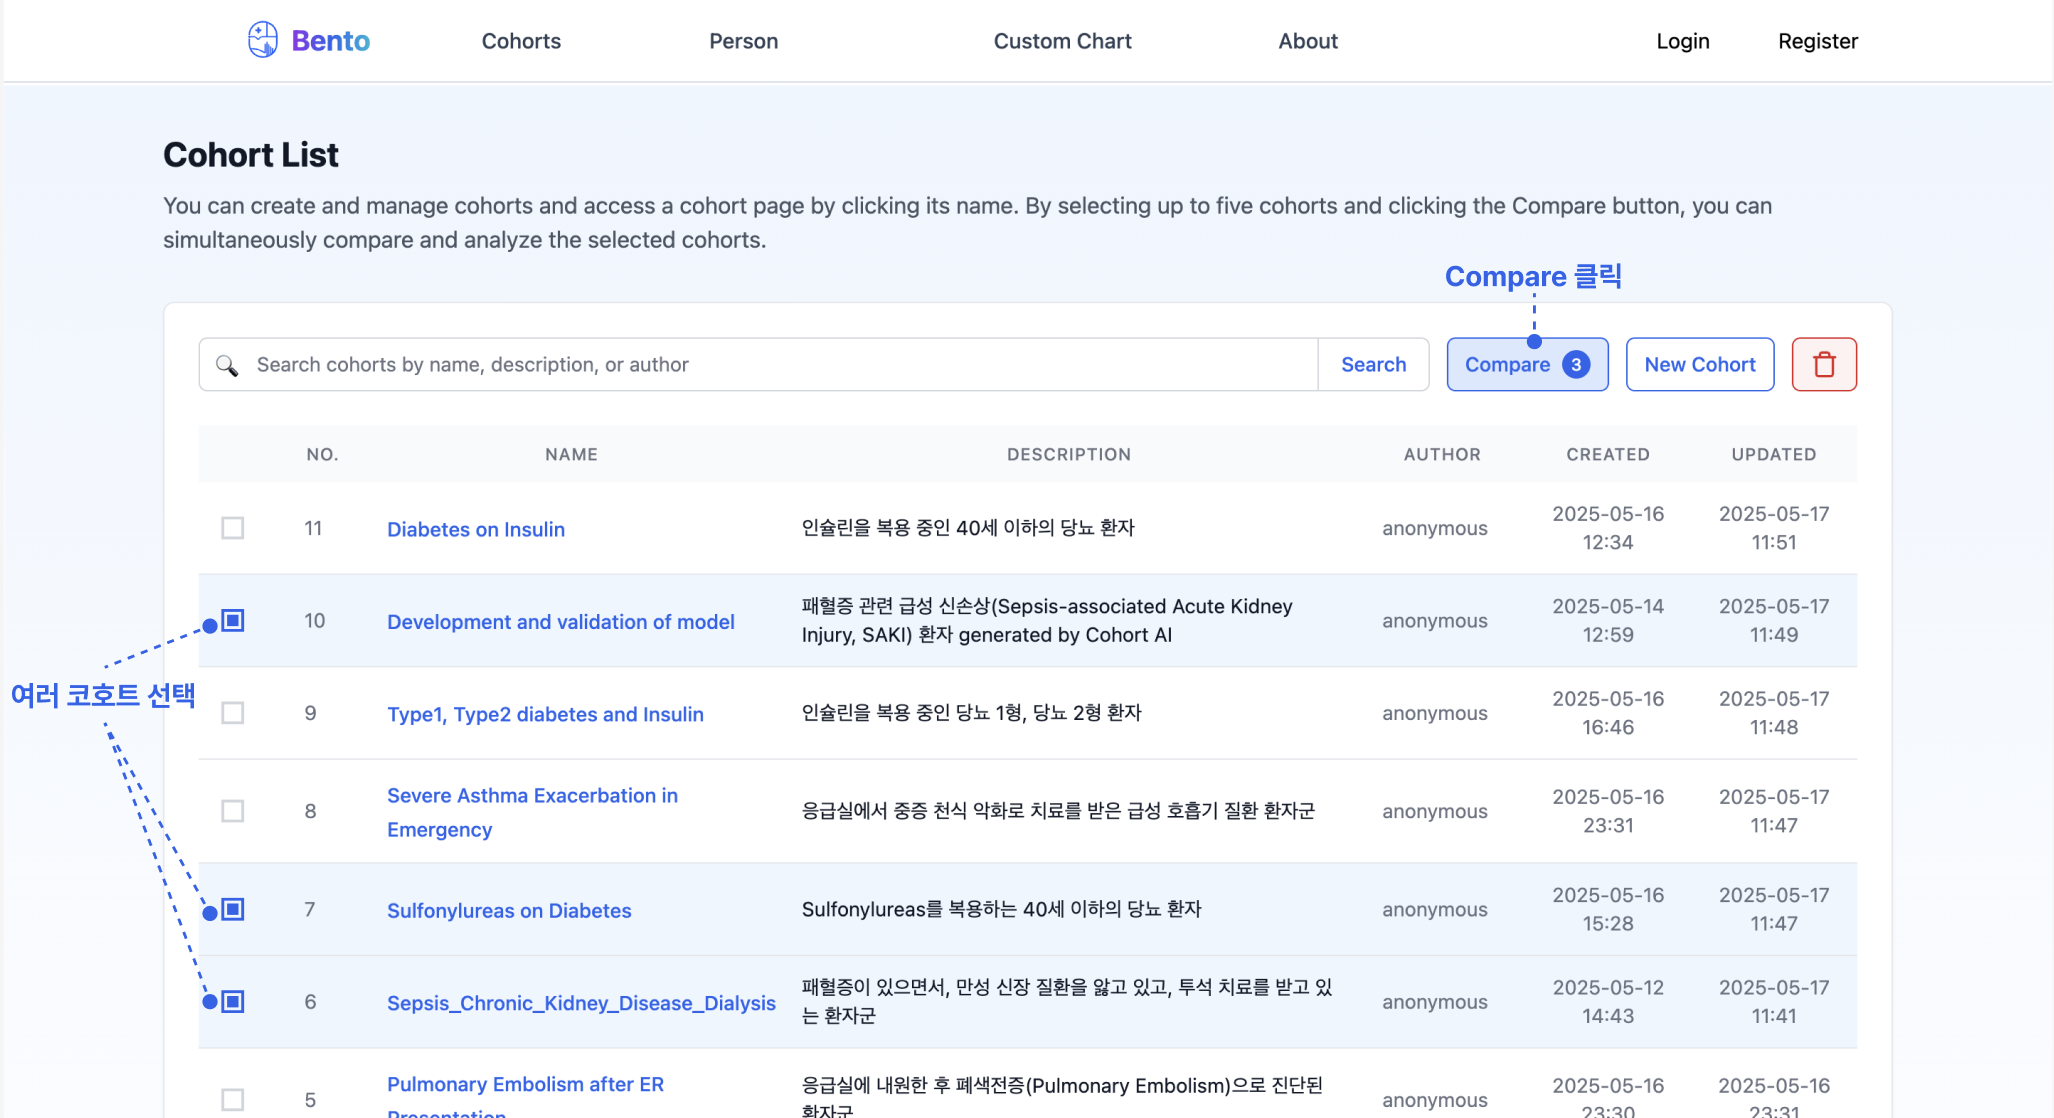 Bento
Cohorts
Person
Custom Chart
About
Login
Register
Cohort List
You can create and manage cohorts and access a cohort page by clicking its name. By selecting up to five cohorts and clicking the Compare button, you can
simultaneously compare and analyze the selected cohorts.
Compare 클릭
Search cohorts by name, description, or author
Search
Compare 3
New Cohort
NO. NAME DESCRIPTION AUTHOR CREATED UPDATED
11
Diabetes on Insulin
인슐린을 복용 중인 40세 이하의 당뇨 환자
anonymous
2025-05-16
12:34
2025-05-17
11:51
10
Development and validation of model
패혈증 관련 급성 신손상(Sepsis-associated Acute Kidney
Injury, SAKI) 환자 generated by Cohort AI
anonymous
2025-05-14
12:59
2025-05-17
11:49
여러 코호트 선택
9
Type1, Type2 diabetes and Insulin
인슐린을 복용 중인 당뇨 1형, 당뇨 2형 환자
anonymous
2025-05-16
16:46
2025-05-17
11:48
8
Severe Asthma Exacerbation in
Emergency
응급실에서 중증 천식 악화로 치료를 받은 급성 호흡기 질환 환자군
anonymous
2025-05-16
23:31
2025-05-17
11:47
7
Sulfonylureas on Diabetes
Sulfonylureas를 복용하는 40세 이하의 당뇨 환자
anonymous
2025-05-16
15:28
2025-05-17
11:47
6
Sepsis_Chronic_Kidney_Disease_Dialysis
패혈증이 있으면서, 만성 신장 질환을 앓고 있고, 투석 치료를 받고 있
는 환자군
anonymous
2025-05-12
14:43
2025-05-17
11:41
5
Pulmonary Embolism after ER
Presentation
응급실에 내원한 후 폐색전증(Pulmonary Embolism)으로 진단된
환자군
anonymous
2025-05-16
23:30
2025-05-16
23:31